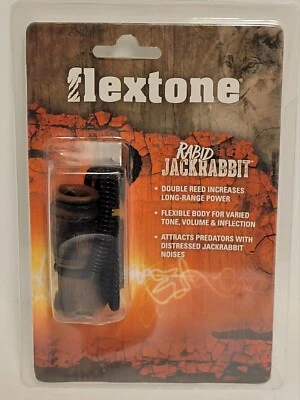 flextone®
RABID
JACKRABBIT®
• DOUBLE REED INCREASES
LONG-RANGE POWER
• FLEXIBLE BODY FOR VARIED
TONE, VOLUME & INFLECTION
• ATTRACTS PREDATORS WITH
DISTRESSED JACKRABBIT
NOISES